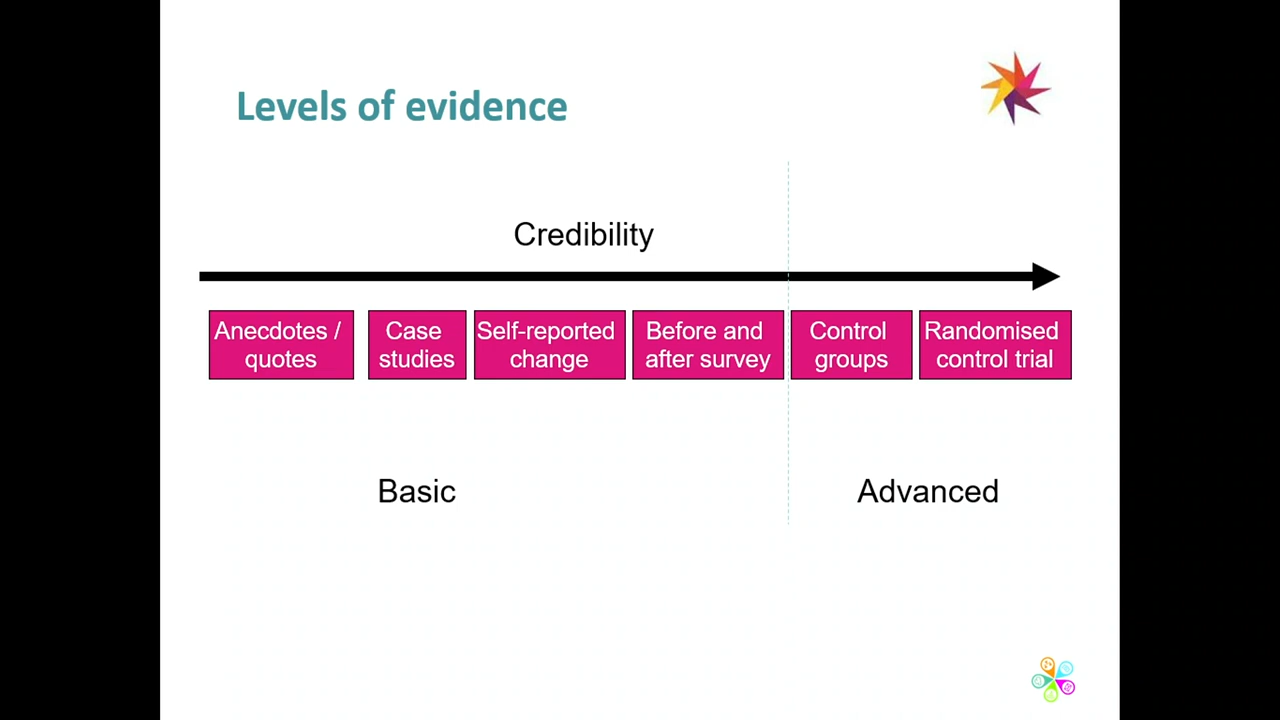 Levels of evidence
Credibility
Anecdotes /
quotes
Case
studies
Self-reported
change
Before and
after survey
Control
groups
Randomised
control trial
Basic
Advanced